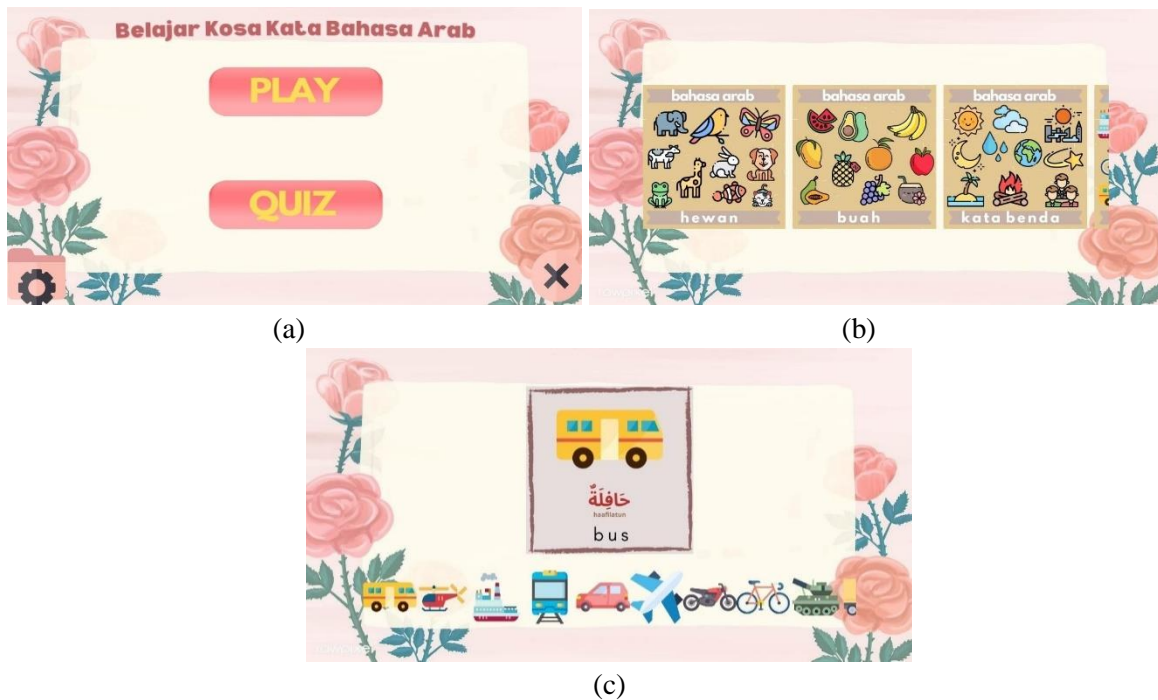 Belajar Kosa Kata Bahasa Arab
PLAY
QUIZ
(a)
bahasa arab
hewan
bahasa arab
buah
bahasa arab
kata benda
(b)
حَافِلَةٌ
haafilatun
bus
(c)